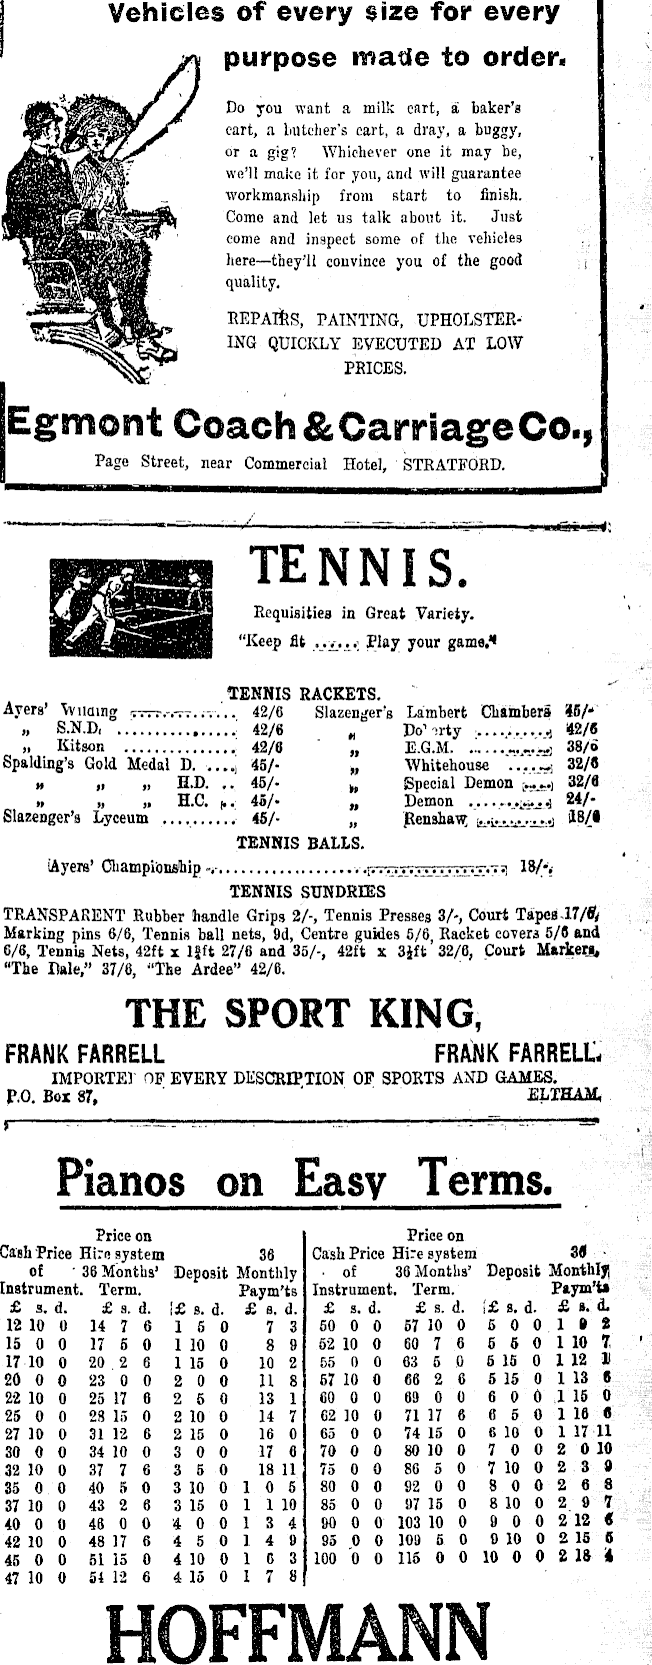 Vehicles of every size for every
purpose made to order.
Do you want a milk cart, a baker's
cart, a butcher's cart, a dray, a buggy,
or a gig? Whichever one it may be,
we'll make it for you, and will guarantee
workmanship from start to finish.
Come and let us talk about it. Just
come and inspect some of the vehicles
here—they'll convince you of the good
quality.
REPAIRS, PAINTING, UPHOLSTER-
ING QUICKLY EVECUTED AT LOW
PRICES.
Egmont Coach & Carriage Co.,
Page Street, near Commercial Hotel, STRATFORD.
TENNIS.
Requisities in Great Variety.
"Keep fit ...... Play your game."
TENNIS RACKETS.
Ayers' Wilding ............. 42/6 Slazenger's Lambert Chambers 45/-
„ S.N.D. ............. 42/6 „ Doherty ........... 42/6
„ Kitson ............. 42/6 „ E.G.M. ............ 38/6
Spalding's Gold Medal D. .... 45/- „ Whitehouse ...... 32/6
„ „ „ H.D. .. 45/- „ Special Demon ..... 32/6
„ „ „ H.C. .. 45/- „ Demon ............ 24/-
Slazenger's Lyceum .......... 45/- „ Renshaw ........... 18/6
TENNIS BALLS.
Ayers' Championship ........................................ 18/-.
TENNIS SUNDRIES
TRANSPARENT Rubber handle Grips 2/-, Tennis Presses 3/-, Court Tapes 17/6,
Marking pins 6/6, Tennis ball nets, 9d, Centre guides 5/6, Racket covers 5/6 and
6/6, Tennis Nets, 42ft x 27/6 and 35/-, 42ft x 3½ft 32/6, Court Markers,
"The Dale," 37/6, "The Ardee" 42/6.
THE SPORT KING,
FRANK FARRELL FRANK FARRELL.
IMPORTER OF EVERY DESCRIPTION OF SPORTS AND GAMES.
P.O. Box 87, ELTHAM.
Pianos on Easy Terms.
Price on Price on
Cash Price Hire system 36 Cash Price Hire system 36
of 36 Months' Deposit Monthly of 36 Months' Deposit Monthly
Instrument. Term. Paym'ts Instrument. Term. Paym'ts
£ s. d. £ s. d. £ s. d. £ s. d. £ s. d. £ s. d. £ s. d. £ s. d.
12 10 0 14 7 6 1 5 0 7 3 50 0 0 57 10 0 5 0 0 1 9 2
15 0 0 17 5 0 1 10 0 8 9 52 10 0 60 7 6 5 5 0 1 10 7
17 10 0 20 2 6 1 15 0 10 2 55 0 0 63 5 0 5 15 0 1 12 1
20 0 0 23 0 0 2 0 0 11 8 57 10 0 66 2 6 5 15 0 1 13 6
22 10 0 25 17 6 2 5 0 13 1 60 0 0 69 0 0 6 0 0 1 15 0
25 0 0 28 15 0 2 10 0 14 7 62 10 0 71 17 6 6 5 0 1 16 6
27 10 0 31 12 6 2 15 0 16 0 65 0 0 74 15 0 6 10 0 1 17 11
30 0 0 34 10 0 3 0 0 17 6 70 0 0 80 10 0 7 0 0 2 0 10
32 10 0 37 7 6 3 5 0 18 11 75 0 0 86 5 0 7 10 0 2 3 9
35 0 0 40 5 0 3 10 0 1 0 5 80 0 0 92 0 0 8 0 0 2 6 8
37 10 0 43 2 6 3 15 0 1 1 10 85 0 0 97 15 0 8 10 0 2 9 7
40 0 0 46 0 0 4 0 0 1 3 4 90 0 0 103 10 0 9 0 0 2 12 6
42 10 0 48 17 6 4 5 0 1 4 9 95 0 0 109 5 0 9 10 0 2 15 5
45 0 0 51 15 0 4 10 0 1 6 3 100 0 0 115 0 0 10 0 0 2 18 4
47 10 0 54 12 6 4 15 0 1 7 8
HOFFMANN